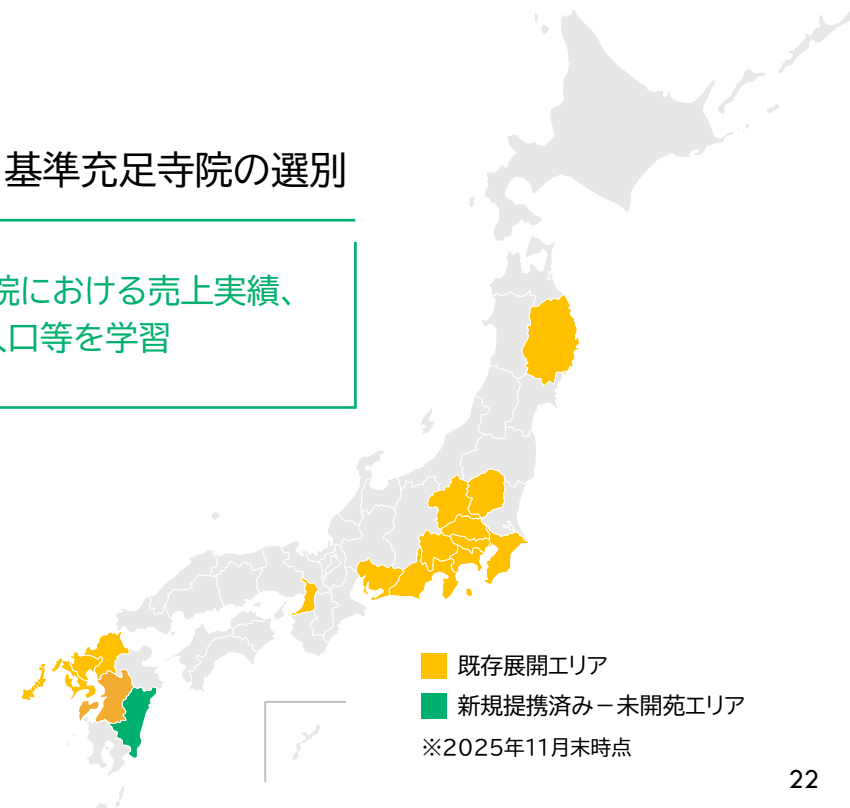 基準充足寺院の選別
院における売上実績、
人口等を学習
既存展開エリア
新規提携済み－未開苑エリア
※2025年11月末時点
22